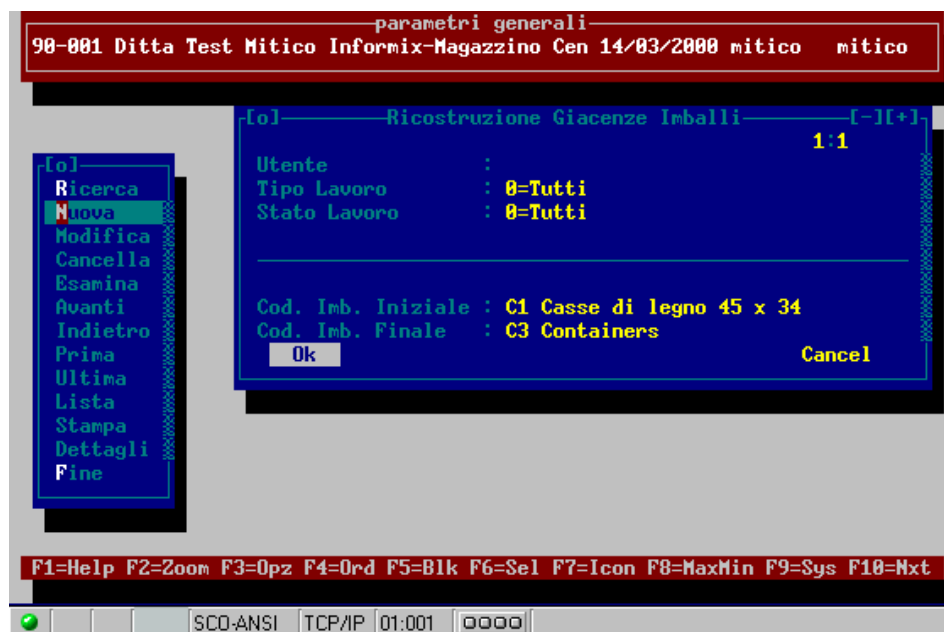 parametri generali
90-001 Ditta Test Mitico Informix-Magazzino Cen 14/03/2000 mitico mitico
[o] Ricostruzione Giacenze Imballi [-][+]
1:1
Utente :
Tipo Lavoro : 0=Tutti
Stato Lavoro : 0=Tutti
Cod. Imb. Iniziale : C1 Casse di legno 45 x 34
Cod. Imb. Finale : C3 Containers
Ok Cancel
[o]
Ricerca
Nuova
Modifica
Cancella
Esamina
Avanti
Indietro
Prima
Ultima
Lista
Stampa
Dettagli
Fine
F1=Help F2=Zoom F3=Opz F4=Ord F5=Blk F6=Sel F7=Icon F8=MaxMin F9=Sys F10=Nxt
SCO-ANSI TCP/IP 01:001